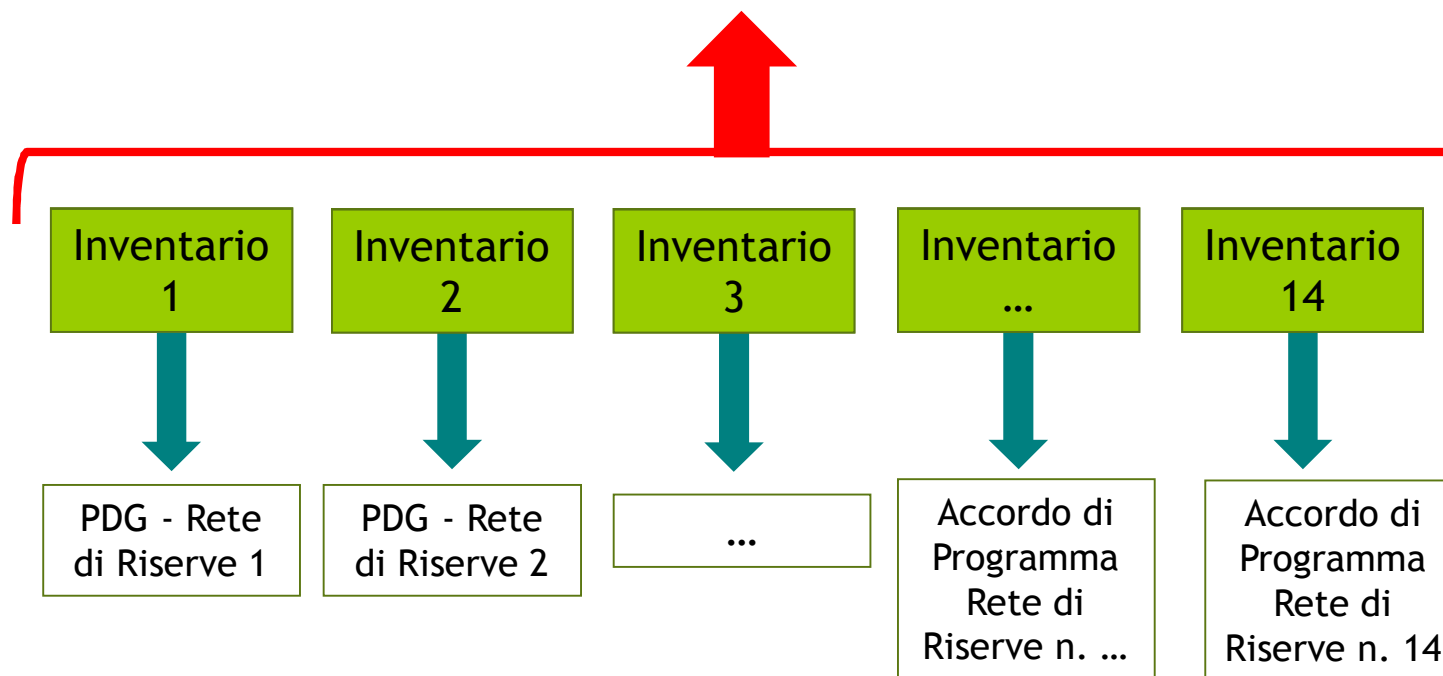 Inventario
1
Inventario
2
Inventario
3
Inventario
…
Inventario
14
PDG - Rete
di Riserve 1
PDG - Rete
di Riserve 2
…
Accordo di
Programma
Rete di
Riserve n. …
Accordo di
Programma
Rete di
Riserve n. 14